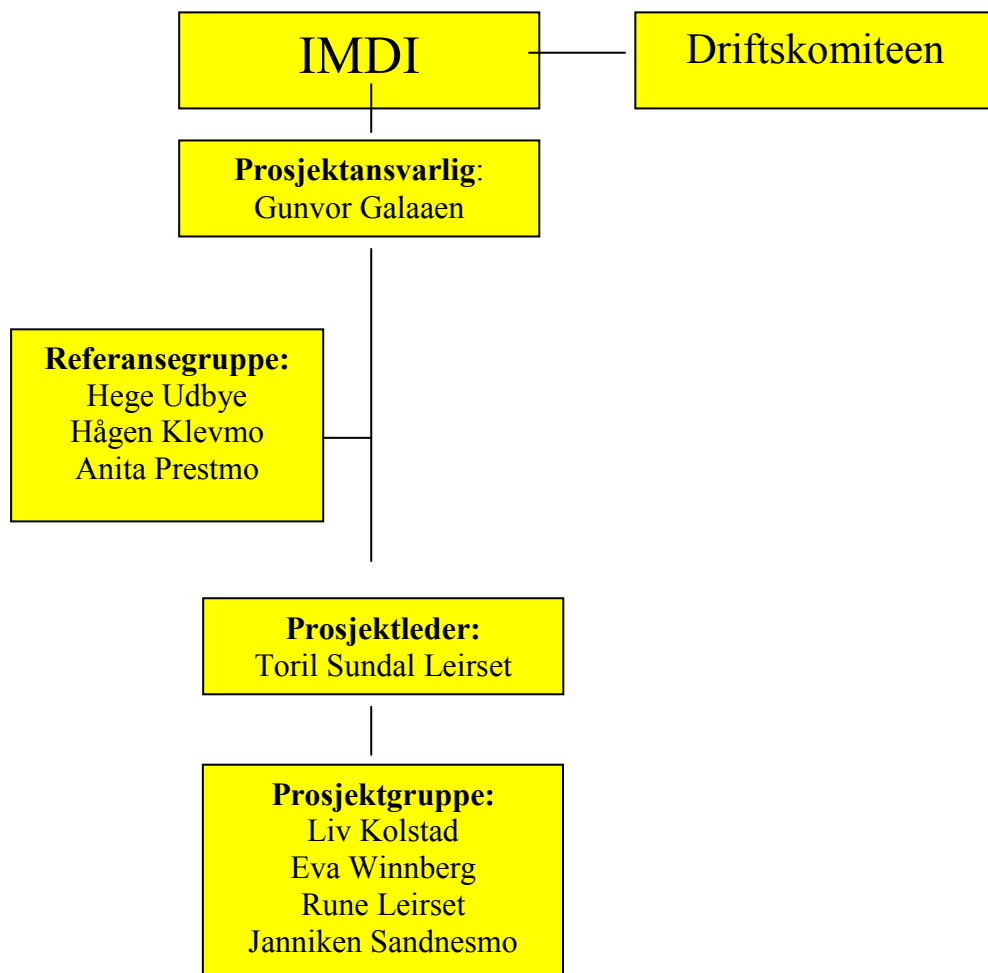 IMDI
Driftskomiteen
Prosjektansvarlig:
Gunvor Galaaen
Referansegruppe:
Hege Udbye
Hågen Klevmo
Anita Prestmo
Prosjektleder:
Toril Sundal Leirset
Prosjektgruppe:
Liv Kolstad
Eva Winnberg
Rune Leirset
Janniken Sandnesmo